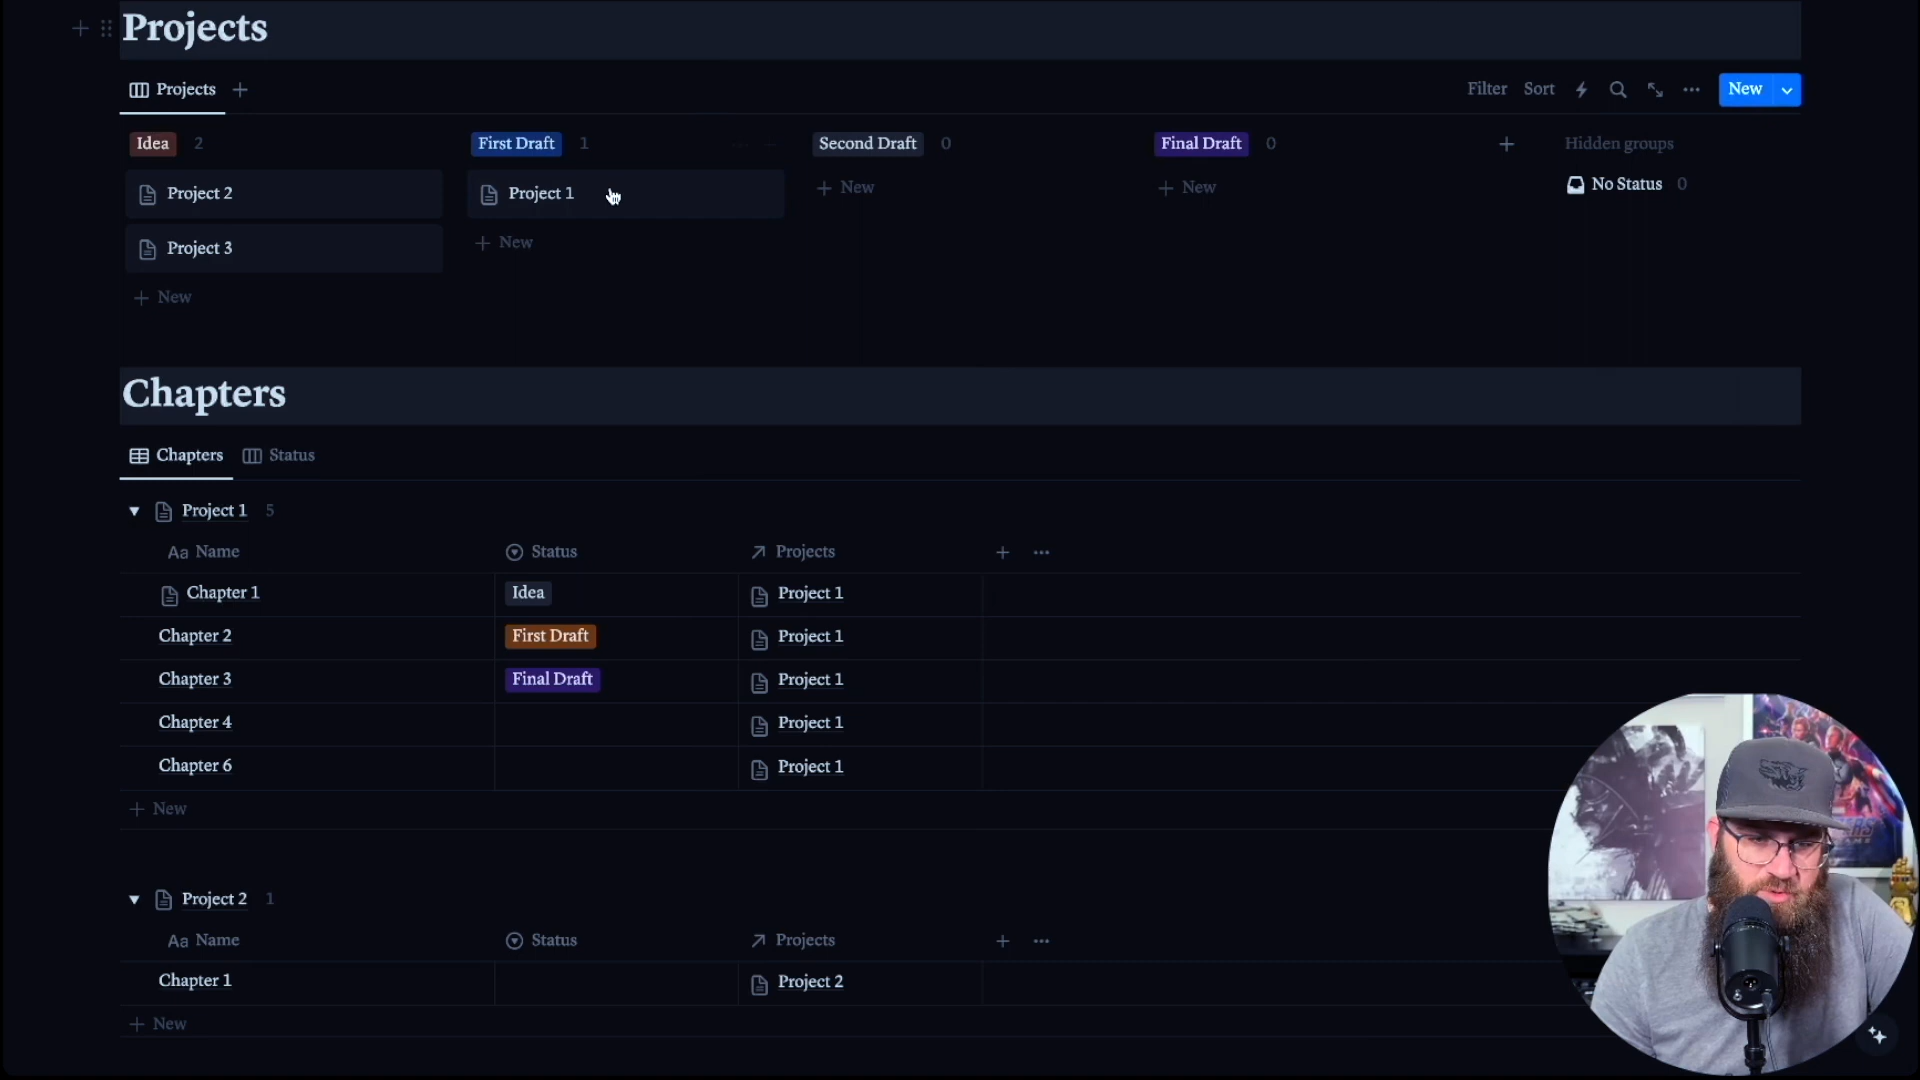 Projects
Projects
Filter Sort New
Idea 2 First Draft 1 Second Draft 0 Final Draft 0 Hidden groups
Project 2 Project 1 New New No Status 0
Project 3 New
New
Chapters
Chapters Status
Project 1 5
Aa Name Status Projects
Chapter 1 Idea Project 1
Chapter 2 First Draft Project 1
Chapter 3 Final Draft Project 1
Chapter 4 Project 1
Chapter 6 Project 1
New
Project 2 1
Aa Name Status Projects
Chapter 1 Project 2
New